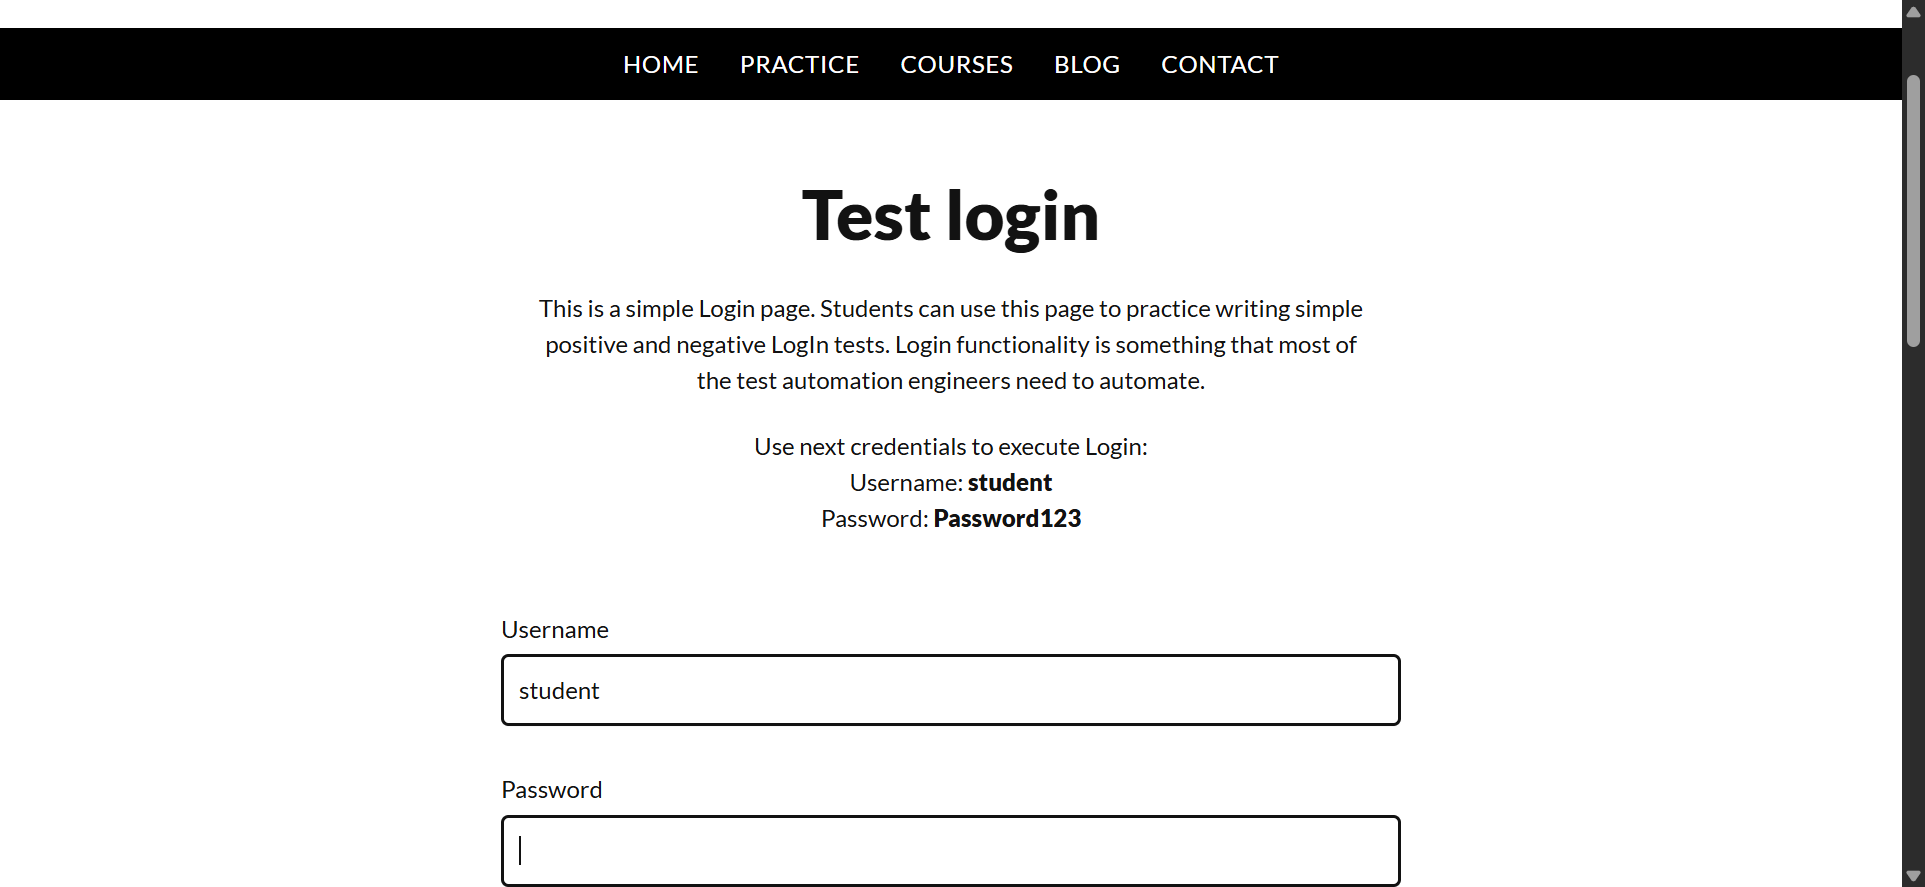 HOME PRACTICE COURSES BLOG CONTACT
Test login
This is a simple Login page. Students can use this page to practice writing simple
positive and negative LogIn tests. Login functionality is something that most of
the test automation engineers need to automate.
Use next credentials to execute Login:
Username: student
Password: Password123
Username
student
Password